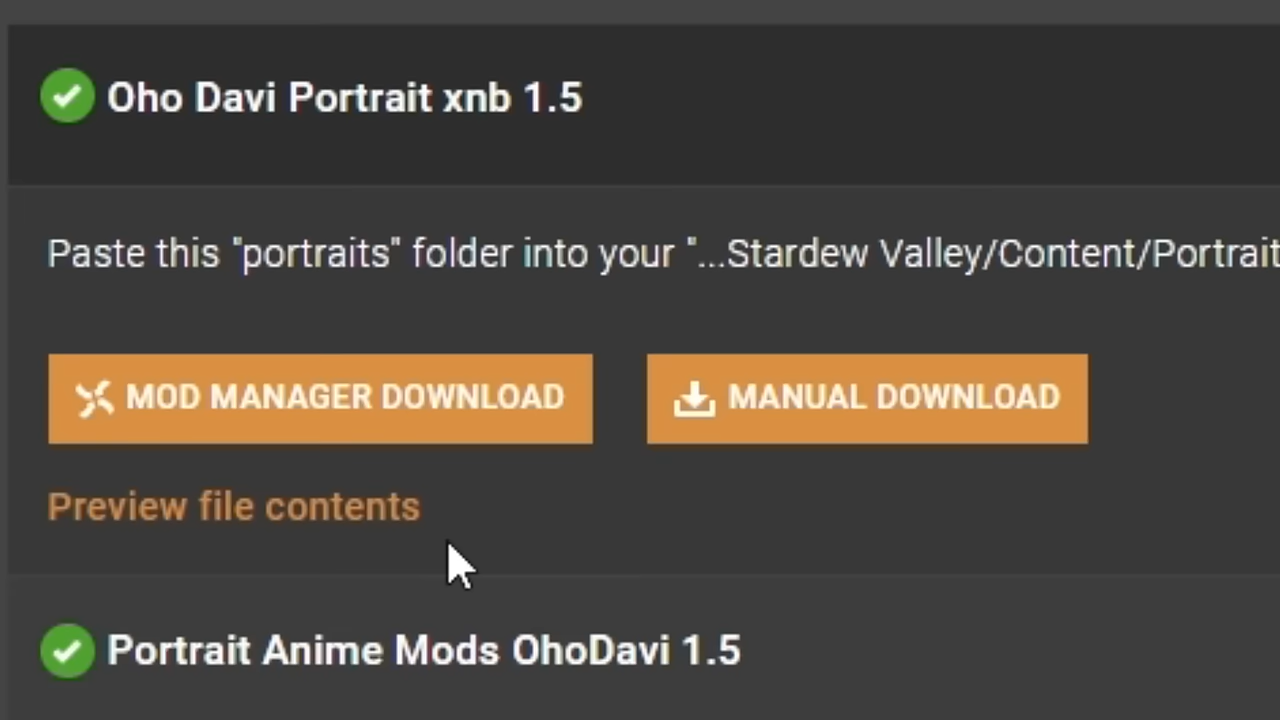 Oho Davi Portrait xnb 1.5
Paste this "portraits" folder into your "...Stardew Valley/Content/Portrait
MOD MANAGER DOWNLOAD
MANUAL DOWNLOAD
Preview file contents
Portrait Anime Mods OhoDavi 1.5